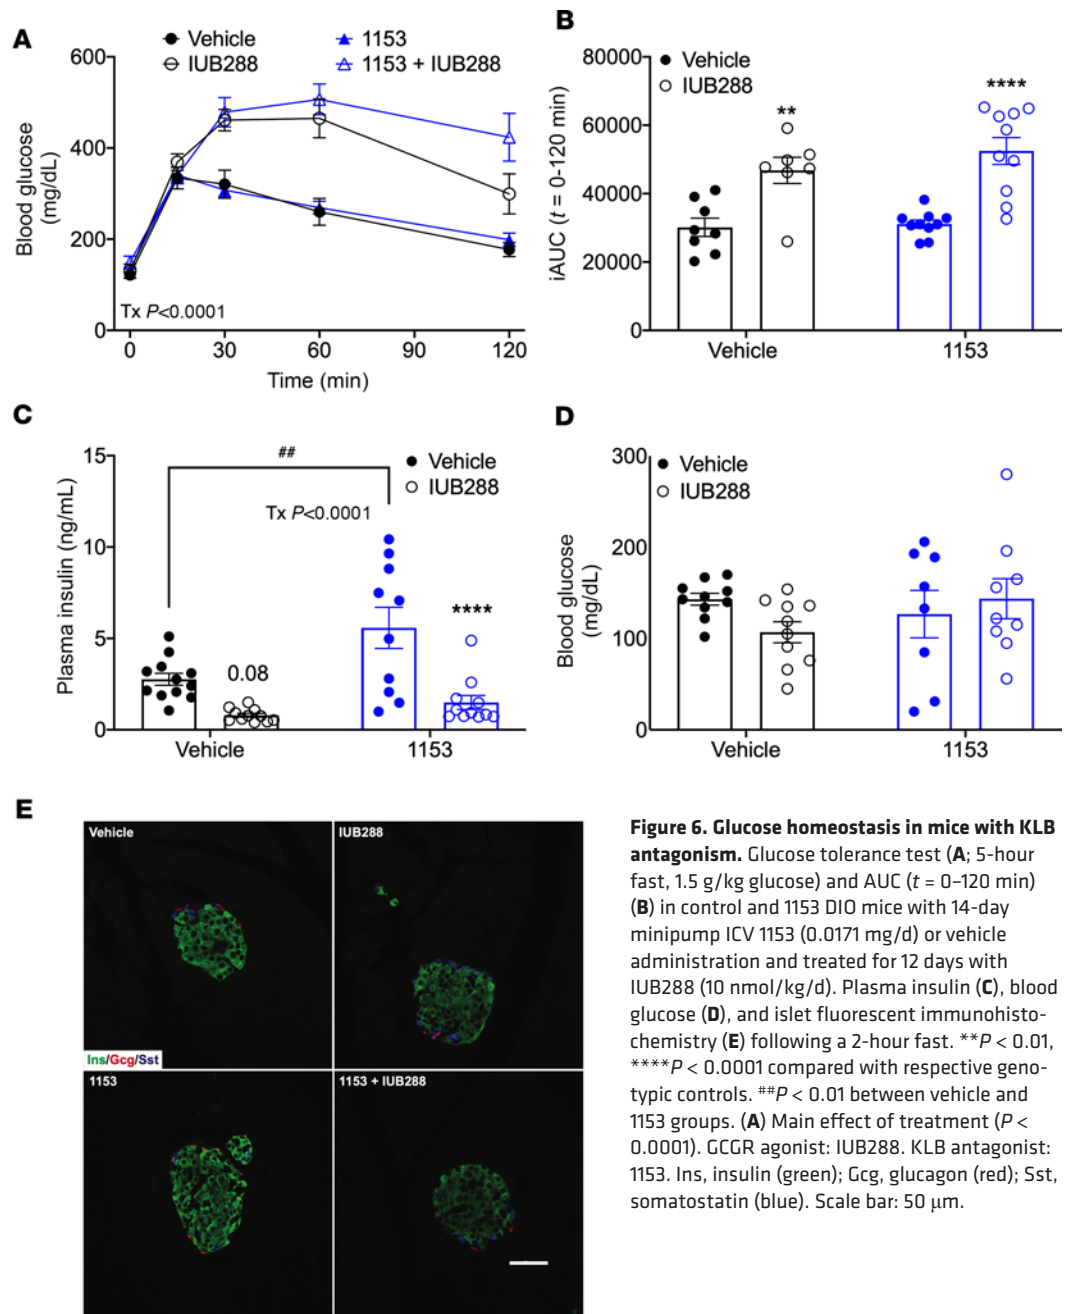 A
Vehicle
IUB288
1153
1153 + IUB288
Blood glucose
(mg/dL)
600
400
200
0
Tx P<0.0001
0
30
60
90
120
Time (min)
B
Vehicle
IUB288
iAUC (t = 0-120 min)
80000
60000
40000
20000
0
**
****
Vehicle
1153
C
Plasma insulin (ng/mL)
15
10
5
0
##
Vehicle
IUB288
Tx P<0.0001
0.08
****
Vehicle
1153
D
Blood glucose
(mg/dL)
300
200
100
0
Vehicle
IUB288
Vehicle
1153
E
Vehicle
IUB288
Ins/Gcg/Sst
1153
1153 + IUB288
Figure 6. Glucose homeostasis in mice with KLB
antagonism. Glucose tolerance test (A; 5-hour
fast, 1.5 g/kg glucose) and AUC (t = 0–120 min)
(B) in control and 1153 DIO mice with 14-day
minipump ICV 1153 (0.0171 mg/d) or vehicle
administration and treated for 12 days with
IUB288 (10 nmol/kg/d). Plasma insulin (C), blood
glucose (D), and islet fluorescent immunohisto-
chemistry (E) following a 2-hour fast. **P < 0.01,
****P < 0.0001 compared with respective geno-
typic controls. ##P < 0.01 between vehicle and
1153 groups. (A) Main effect of treatment (P <
0.0001). GCGR agonist: IUB288. KLB antagonist:
1153. Ins, insulin (green); Gcg, glucagon (red); Sst,
somatostatin (blue). Scale bar: 50 μm.